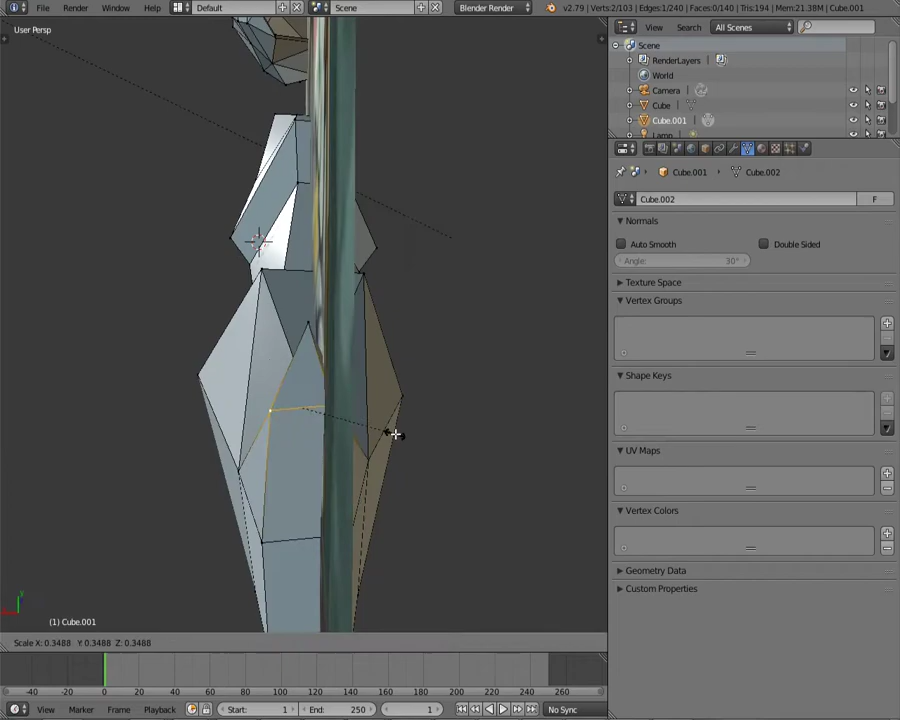 File Render Window Help Default Scene Blender Render v2.79 | Verts:2/103 | Edges:1/240 | Faces:0/140 | Tris:194 | Mem:21.38M | Cube.001
User Persp
View Search All Scenes
Scene
RenderLayers
World
Camera
Cube
Cube.001
Lamp
Cube.001 Cube.002
Cube.002 F
Normals
Auto Smooth Double Sided
Angle: 30°
Texture Space
Vertex Groups
Shape Keys
UV Maps
Vertex Colors
Geometry Data
Custom Properties
y
(1) Cube.001
Scale X: 0.3488 Y: 0.3488 Z: 0.3488
-40 -20 0 20 40 60 80 100 120 140 160 180 200 220 240 260
View Marker Frame Playback Start: 1 End: 250 1 No Sync